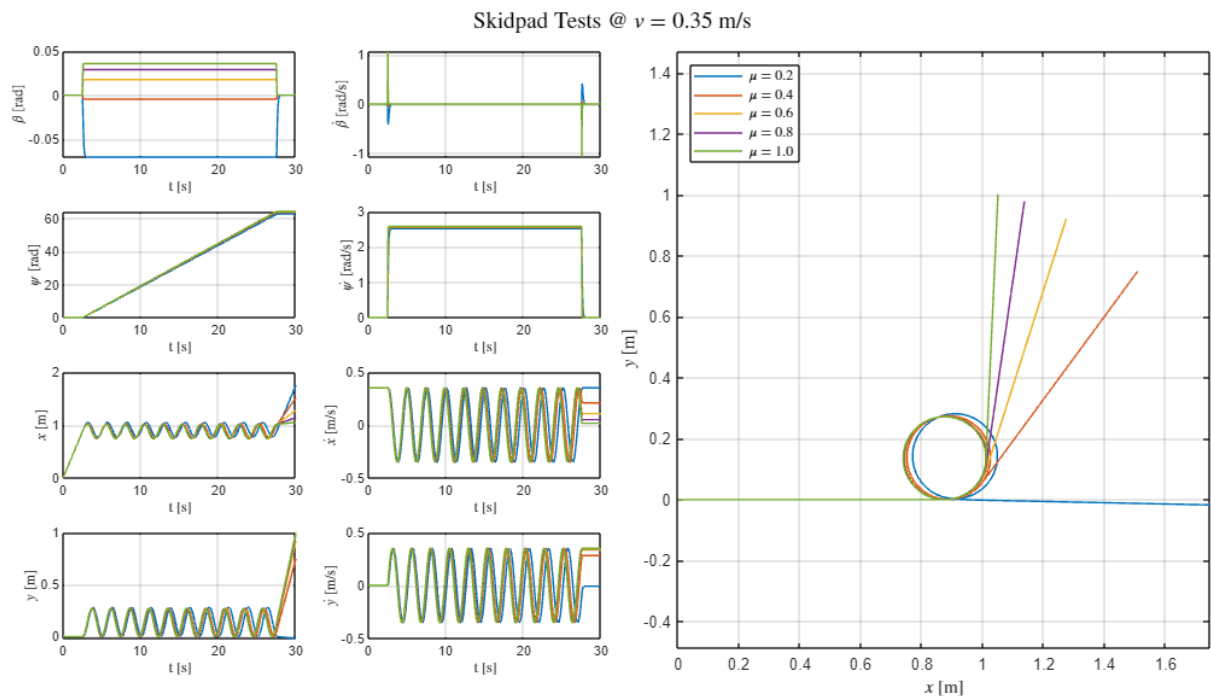 Skidpad Tests @ v = 0.35 m/s
0.05
0
-0.05
β [rad]
0 10 20 30
t [s]
1
0
-1
β̇ [rad/s]
0 10 20 30
t [s]
60
40
20
0
ψ [rad]
0 10 20 30
t [s]
3
2
1
0
ψ̇ [rad/s]
0 10 20 30
t [s]
2
1
0
x [m]
0 10 20 30
t [s]
0.5
0
-0.5
ẋ [m/s]
0 10 20 30
t [s]
1
0.5
0
y [m]
0 10 20 30
t [s]
0.5
0
-0.5
ẏ [m/s]
0 10 20 30
t [s]
μ = 0.2
μ = 0.4
μ = 0.6
μ = 0.8
μ = 1.0
1.4
1.2
1
0.8
0.6
0.4
0.2
0
-0.2
-0.4
y [m]
0 0.2 0.4 0.6 0.8 1 1.2 1.4 1.6
x [m]